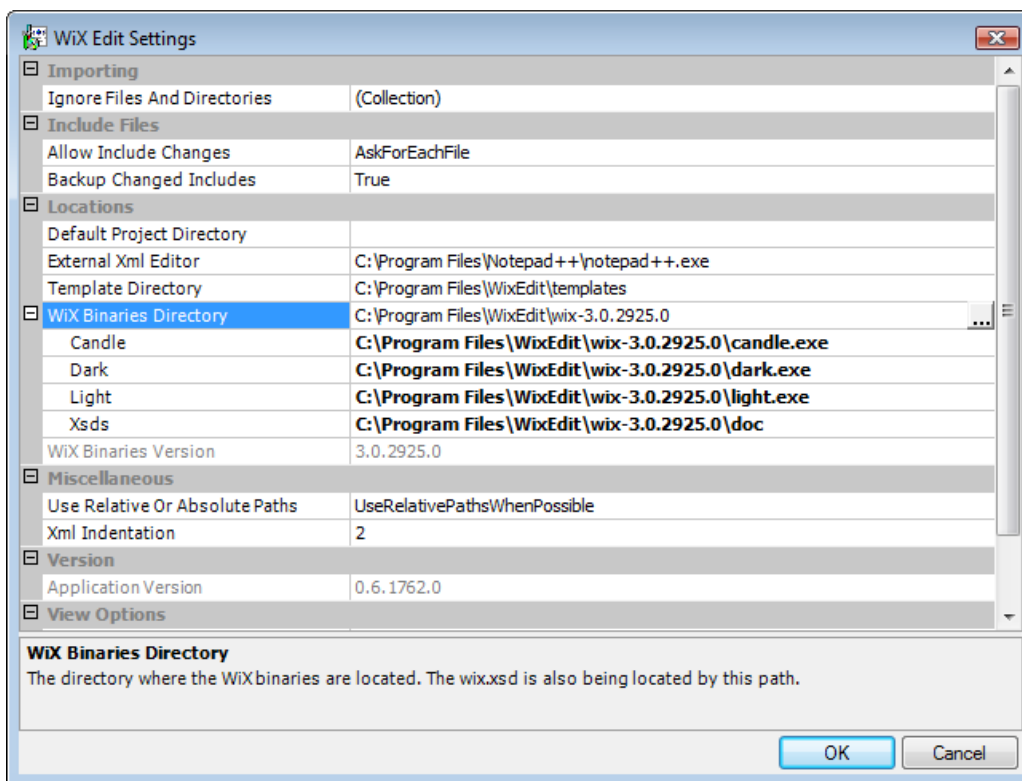 WiX Edit Settings
Importing
Ignore Files And Directories (Collection)
Include Files
Allow Include Changes AskForEachFile
Backup Changed Includes True
Locations
Default Project Directory
External Xml Editor C:\Program Files\Notepad++\notepad++.exe
Template Directory C:\Program Files\WixEdit\templates
WiX Binaries Directory C:\Program Files\WixEdit\wix-3.0.2925.0 ...
Candle C:\Program Files\WixEdit\wix-3.0.2925.0\candle.exe
Dark C:\Program Files\WixEdit\wix-3.0.2925.0\dark.exe
Light C:\Program Files\WixEdit\wix-3.0.2925.0\light.exe
Xsds C:\Program Files\WixEdit\wix-3.0.2925.0\doc
WiX Binaries Version 3.0.2925.0
Miscellaneous
Use Relative Or Absolute Paths UseRelativePathsWhenPossible
Xml Indentation 2
Version
Application Version 0.6.1762.0
View Options
WiX Binaries Directory
The directory where the WiX binaries are located. The wix.xsd is also being located by this path.
OK Cancel